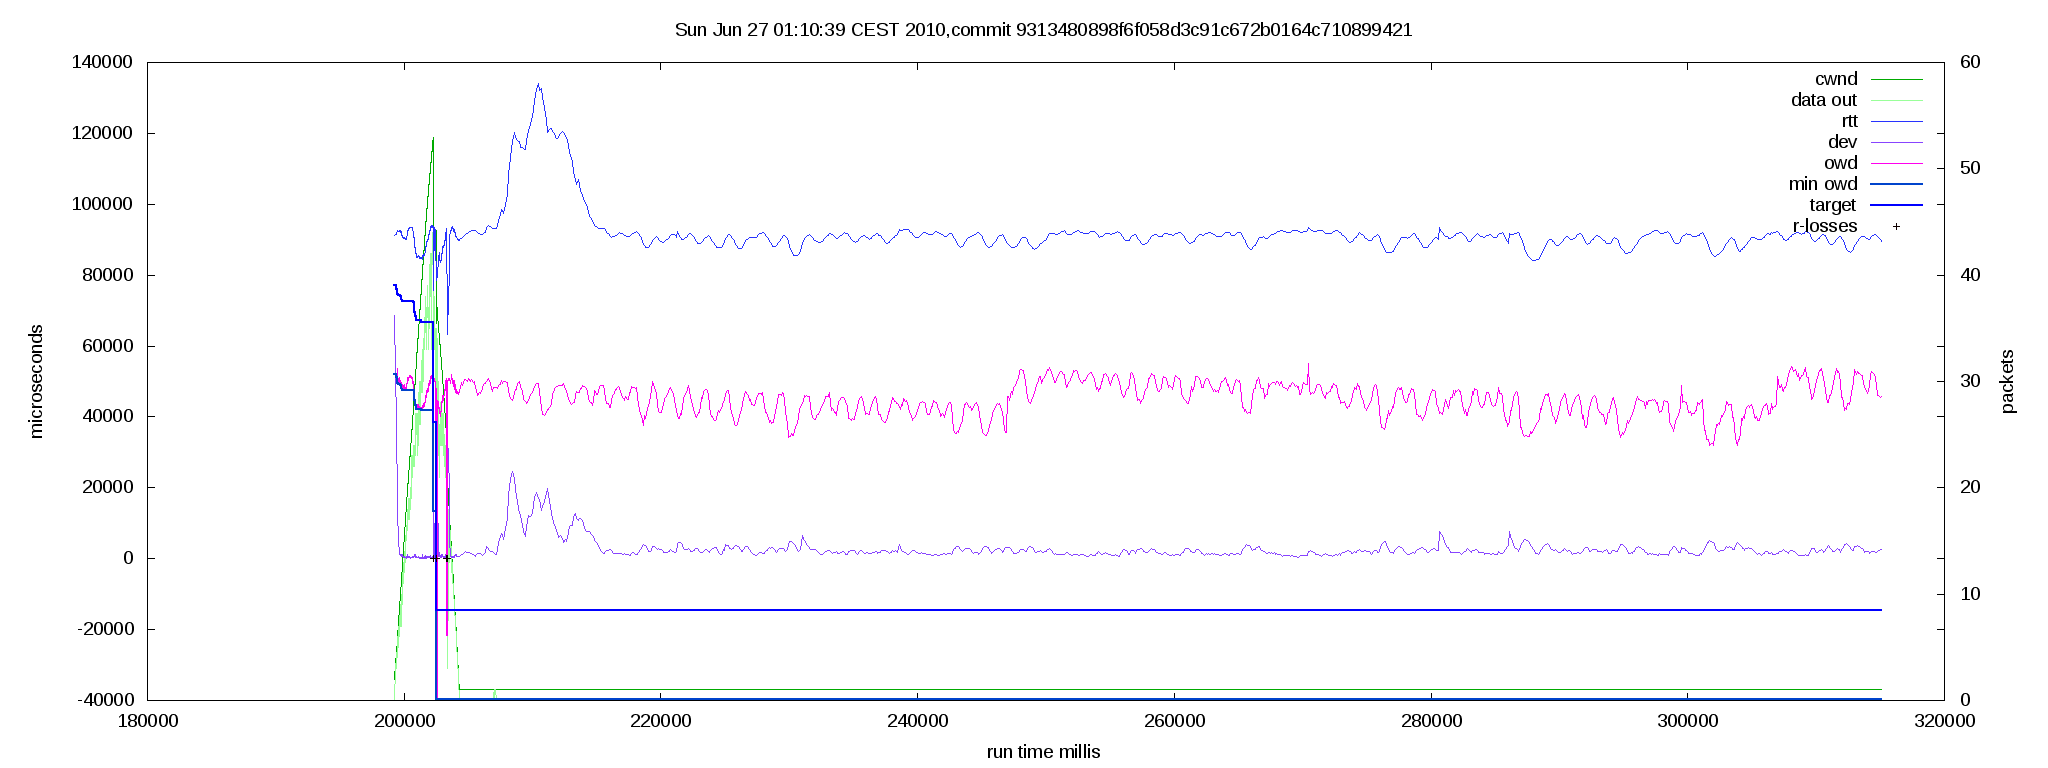 Sun Jun 27 01:10:39 CEST 2010,commit 9313480898f6f058d3c91c672b0164c710899421
140000
120000
100000
80000
60000
40000
20000
0
-20000
-40000
microseconds
60
50
40
30
20
10
0
packets
cwnd
data out
rtt
dev
owd
min owd
target
r-losses
180000 200000 220000 240000 260000 280000 300000 320000
run time millis